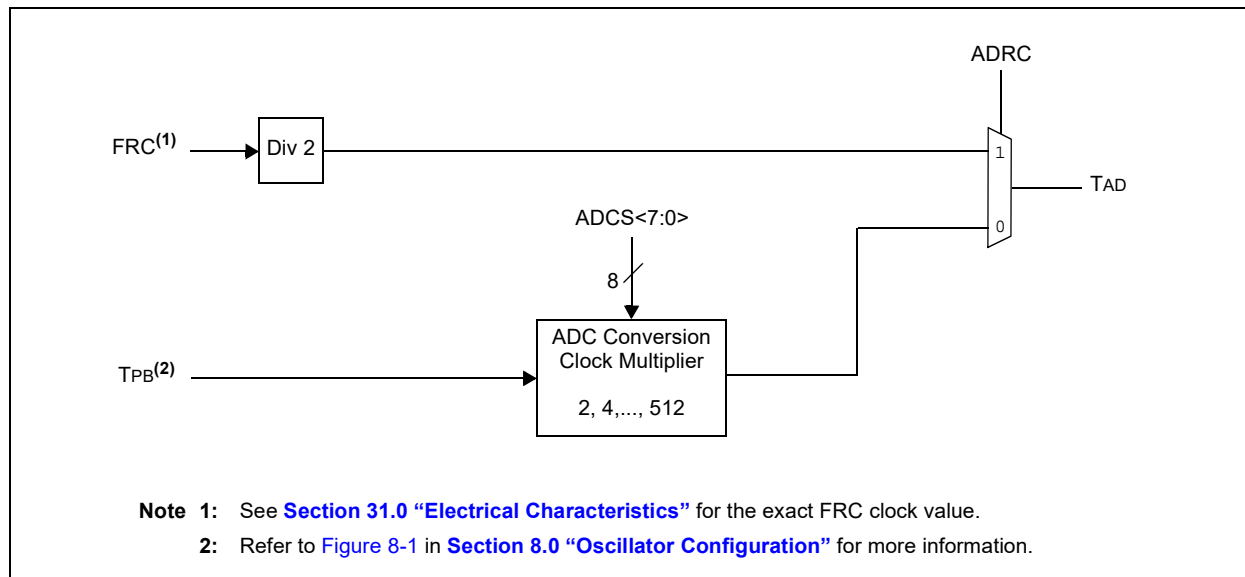 ADRC
FRC(1)
Div 2
1
TAD
ADCS<7:0>
0
8
ADC Conversion
Clock Multiplier
TPB(2)
2, 4,..., 512
Note 1: See Section 31.0 “Electrical Characteristics” for the exact FRC clock value.
2: Refer to Figure 8-1 in Section 8.0 “Oscillator Configuration” for more information.